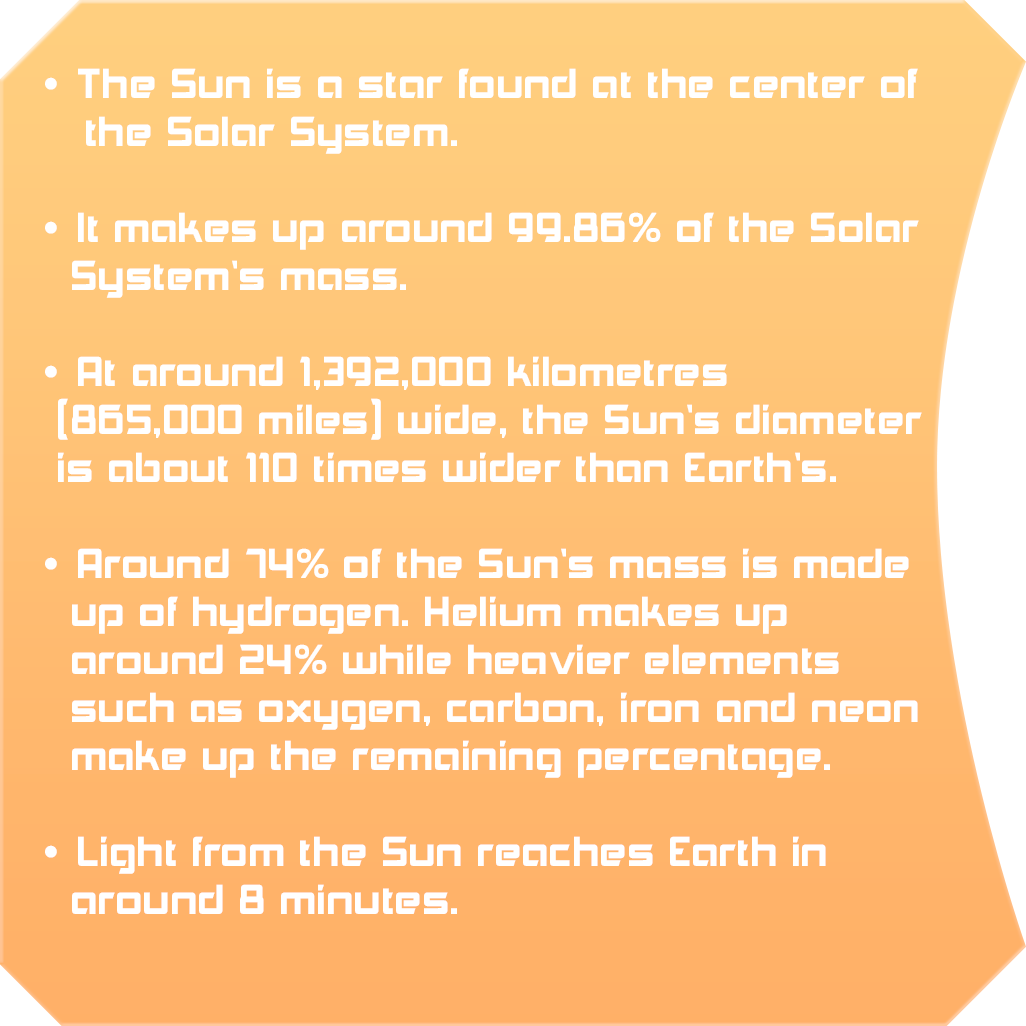 • The Sun is a star found at the center of
the Solar System.
• It makes up around 99.86% of the Solar
System's mass.
• At around 1,392,000 kilometres
(865,000 miles) wide, the Sun's diameter
is about 110 times wider than Earth's.
• Around 74% of the Sun's mass is made
up of hydrogen. Helium makes up
around 24% while heavier elements
such as oxygen, carbon, iron and neon
make up the remaining percentage.
• Light from the Sun reaches Earth in
around 8 minutes.